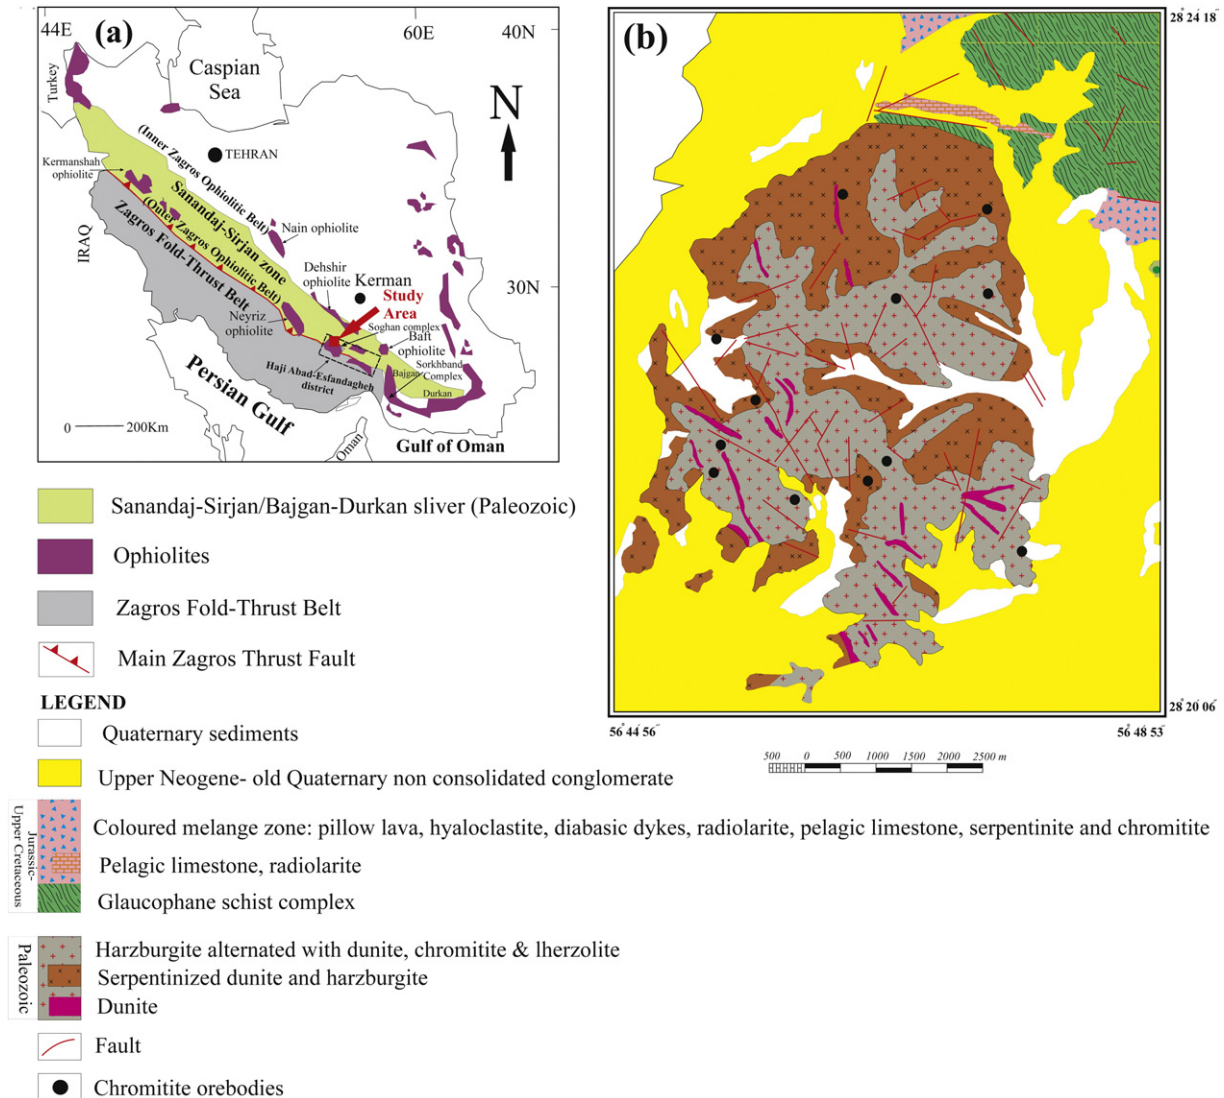 44E
(a)
60E
40N
Caspian
Sea
Turkey
N
TEHRAN
(Inner Zagros Ophiolitic Belt)
Kermanshah
ophiolite
Sanandaj-Sirjan zone
(Outer Zagros Ophiolitic Belt)
Zagros Fold-Thrust Belt
IRAQ
Nain ophiolite
Dehshir
ophiolite
Kerman
30N
Study
Area
Neyriz
ophiolite
Soghan complex
Baft
ophiolite
Haji Abad-Esfandagheh
district
Bajgan
Sorkhband
Complex
Durkan
Persian Gulf
0
200Km
Oman
Gulf of Oman
(b)
28° 24' 18"
28° 20' 06"
56° 44' 56"
56° 48' 53"
500 0 500 1000 1500 2000 2500 m
Sanandaj-Sirjan/Bajgan-Durkan sliver (Paleozoic)
Ophiolites
Zagros Fold-Thrust Belt
Main Zagros Thrust Fault
LEGEND
Quaternary sediments
Upper Neogene- old Quaternary non consolidated conglomerate
Jurassic-
Upper Cretaceous
Coloured melange zone: pillow lava, hyaloclastite, diabasic dykes, radiolarite, pelagic limestone, serpentinite and chromitite
Pelagic limestone, radiolarite
Glaucophane schist complex
Paleozoic
Harzburgite alternated with dunite, chromitite & lherzolite
Serpentinized dunite and harzburgite
Dunite
Fault
Chromitite orebodies